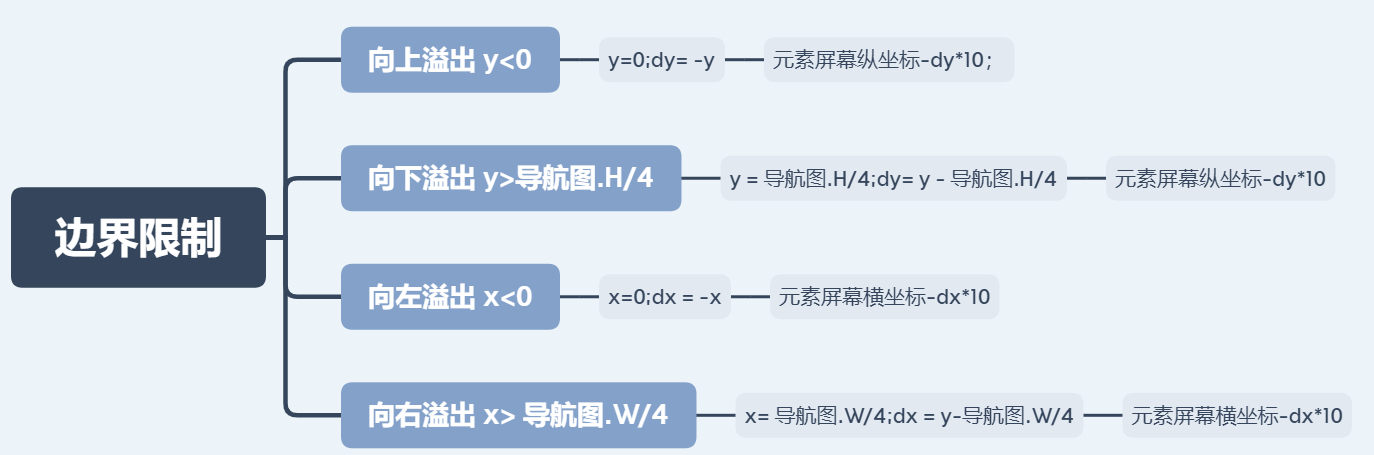 边界限制
向上溢出 y<0
y=0;dy= -y
元素屏幕纵坐标-dy*10；
向下溢出 y>导航图.H/4
y = 导航图.H/4;dy= y - 导航图.H/4
元素屏幕纵坐标-dy*10
向左溢出 x<0
x=0;dx = -x
元素屏幕横坐标-dx*10
向右溢出 x> 导航图.W/4
x= 导航图.W/4;dx = y-导航图.W/4
元素屏幕横坐标-dx*10